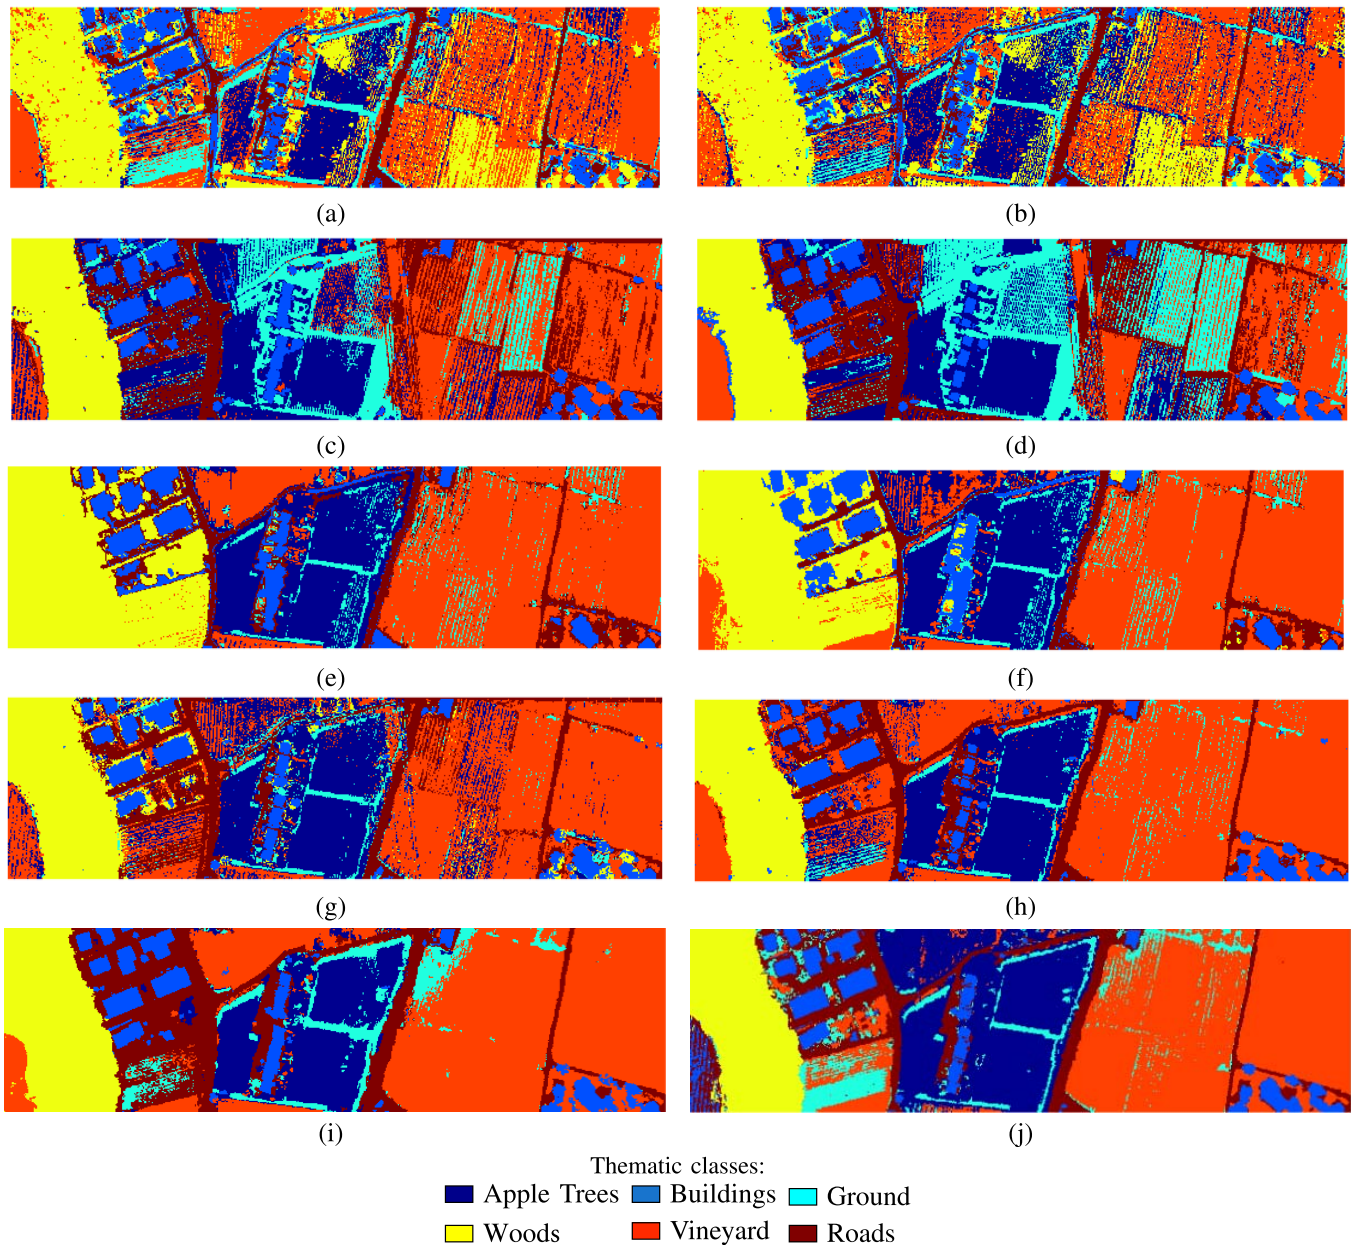 (a)
(b)
(c)
(d)
(e)
(f)
(g)
(h)
(i)
(j)
Thematic classes:
Apple Trees
Buildings
Ground
Woods
Vineyard
Roads